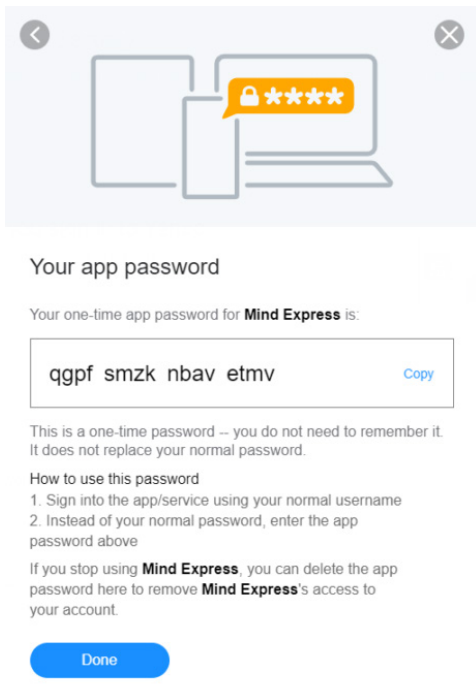 ****
Your app password
Your one-time app password for Mind Express is:
qgpf smzk nbav etmv
Copy
This is a one-time password -- you do not need to remember it.
It does not replace your normal password.
How to use this password
1. Sign into the app/service using your normal username
2. Instead of your normal password, enter the app
password above
If you stop using Mind Express, you can delete the app
password here to remove Mind Express's access to
your account.
Done